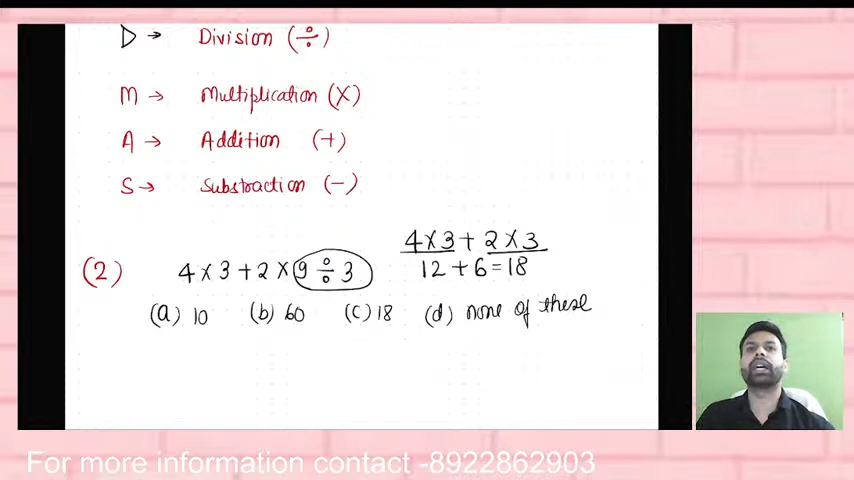 D → Division (÷)
M → Multiplication (X)
A → Addition (+)
S → Substraction (-)
4 × 3 + 2 × 3
12 + 6 = 18
(2) 4 × 3 + 2 × 9 ÷ 3
(a) 10 (b) 60 (c) 18 (d) none of these
For more information contact -8922862903